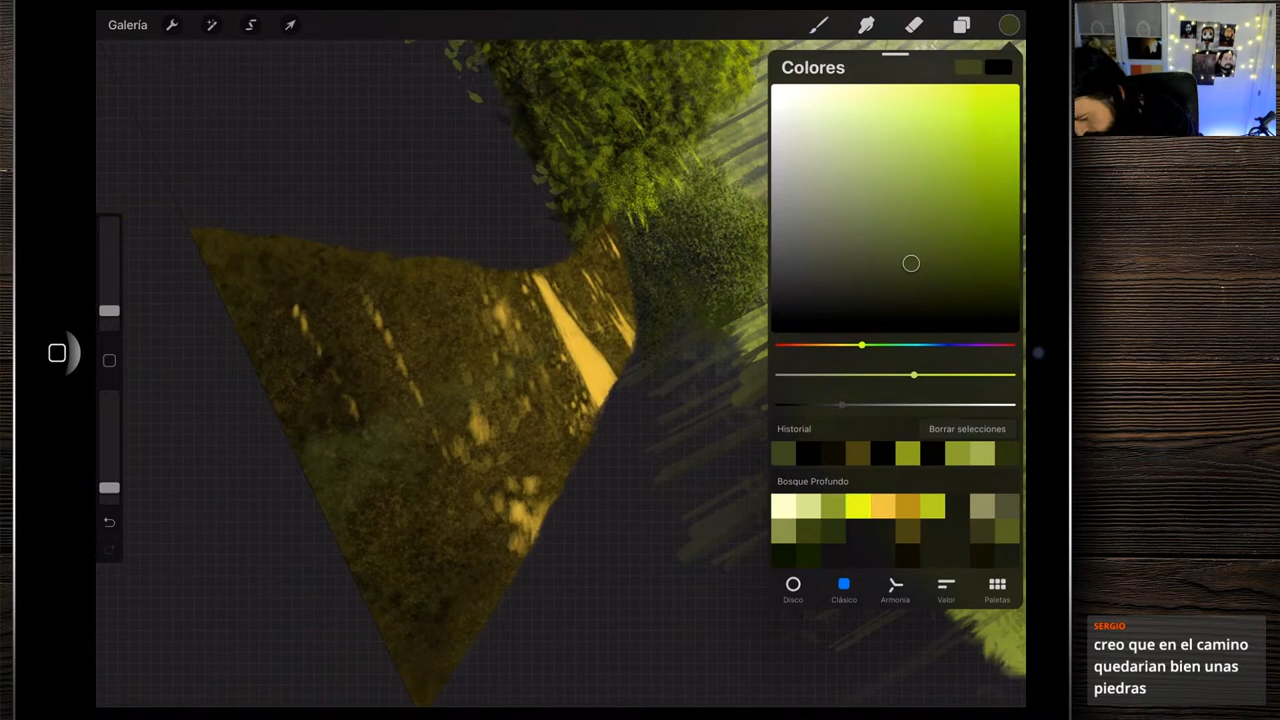 Galería
Colores
Historial
Borrar selecciones
Bosque Profundo
Disco
Clásico
Armonía
Valor
Paletas
SERGIO
creo que en el camino
quedarian bien unas
piedras